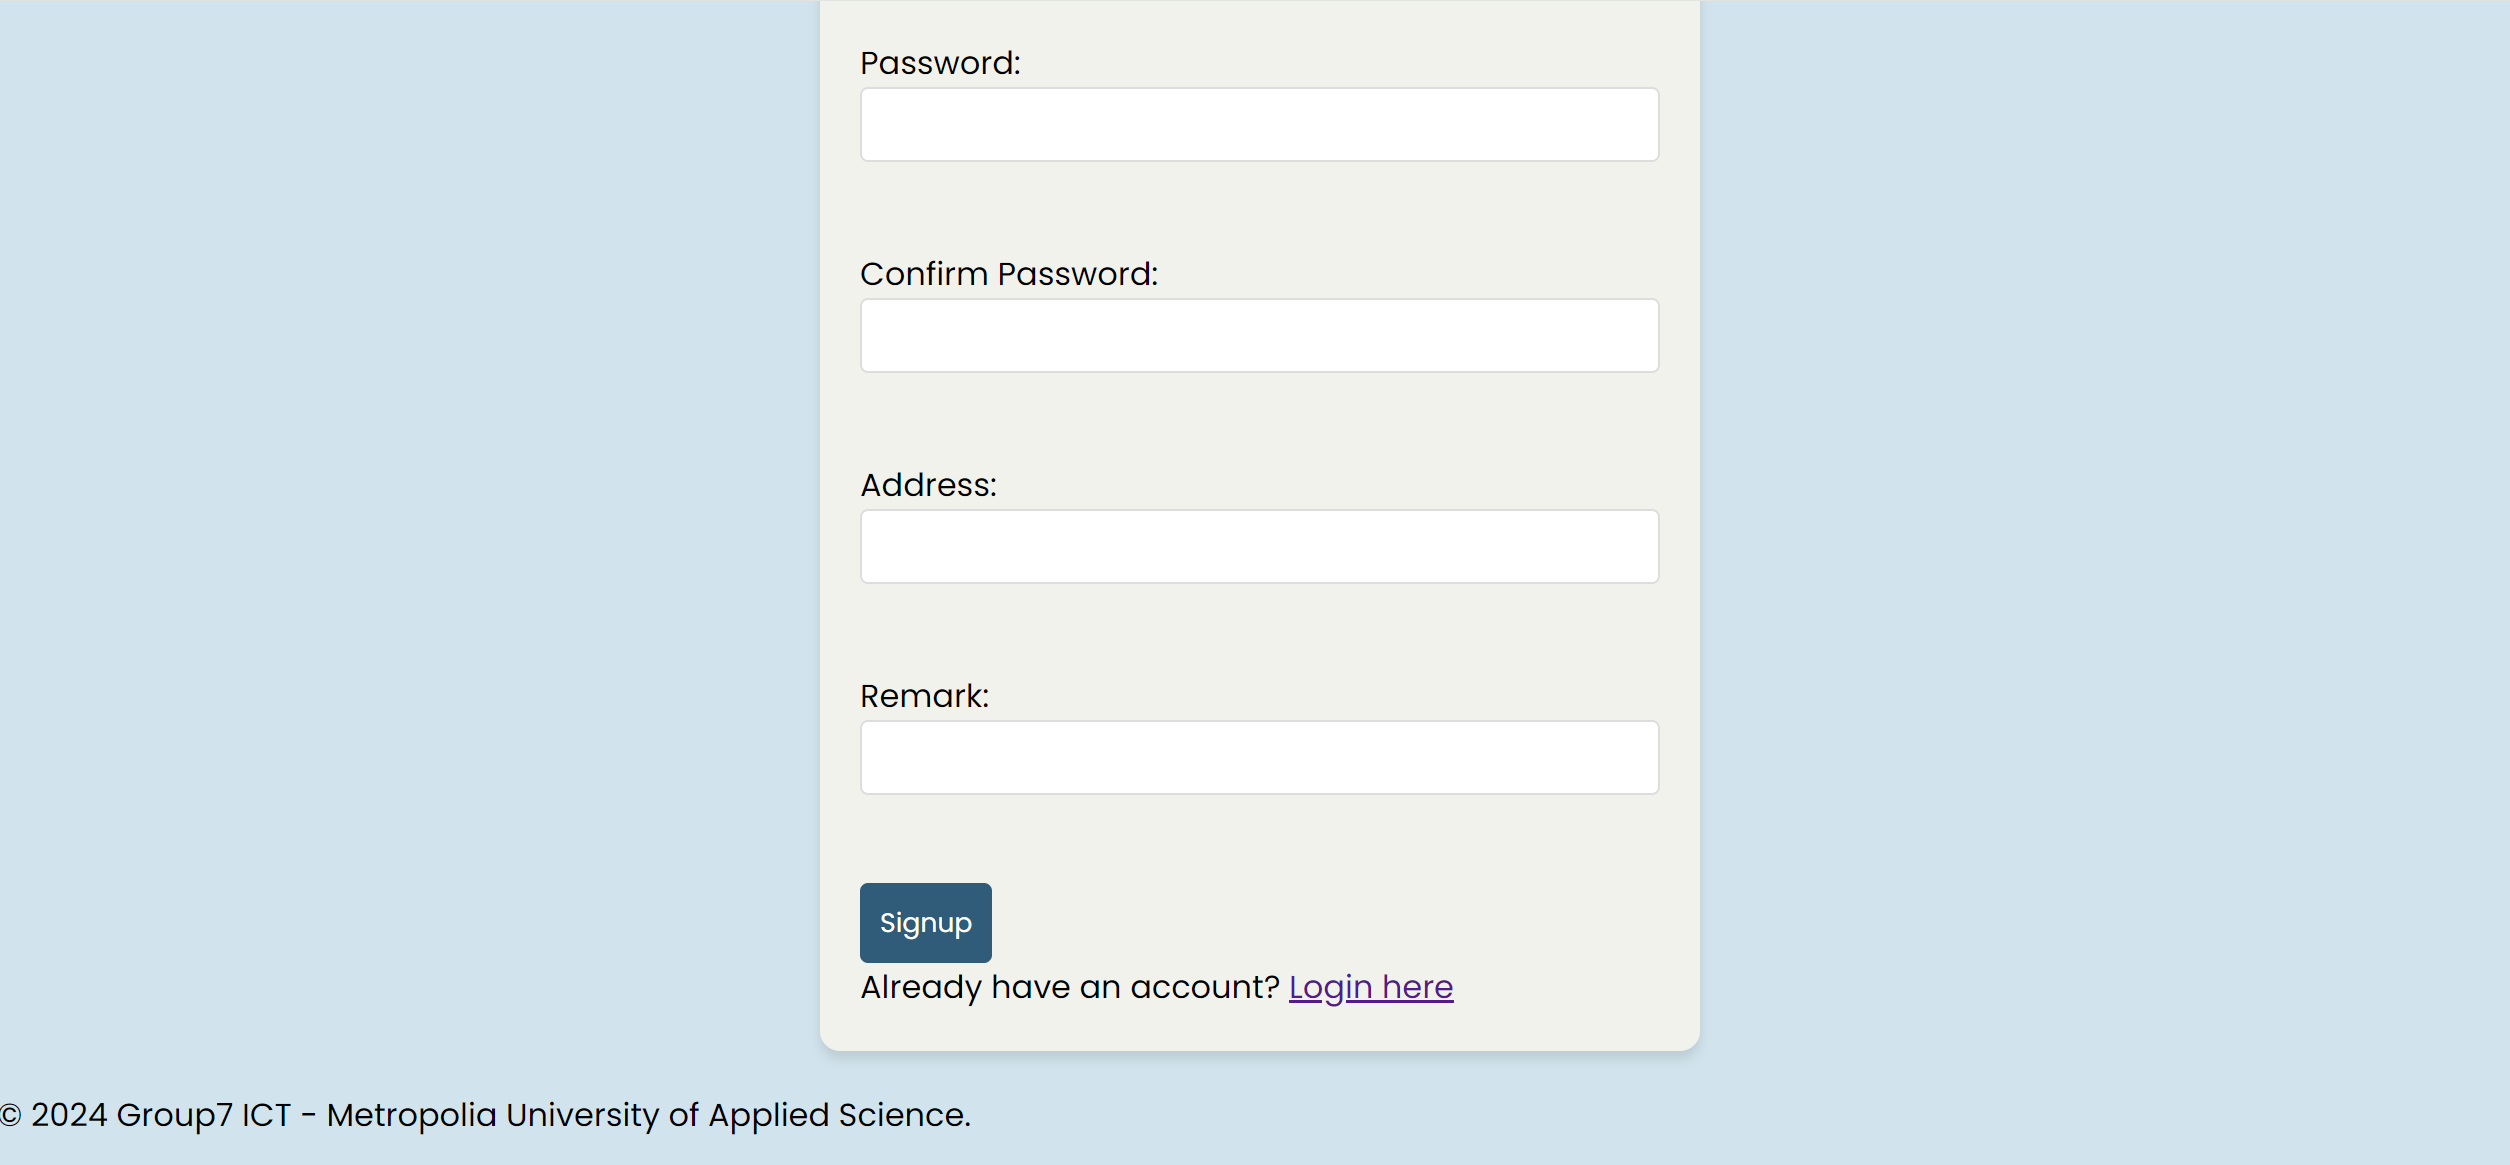 Password:
Confirm Password:
Address:
Remark:
Signup
Already have an account? Login here
© 2024 Group7 ICT - Metropolia University of Applied Science.